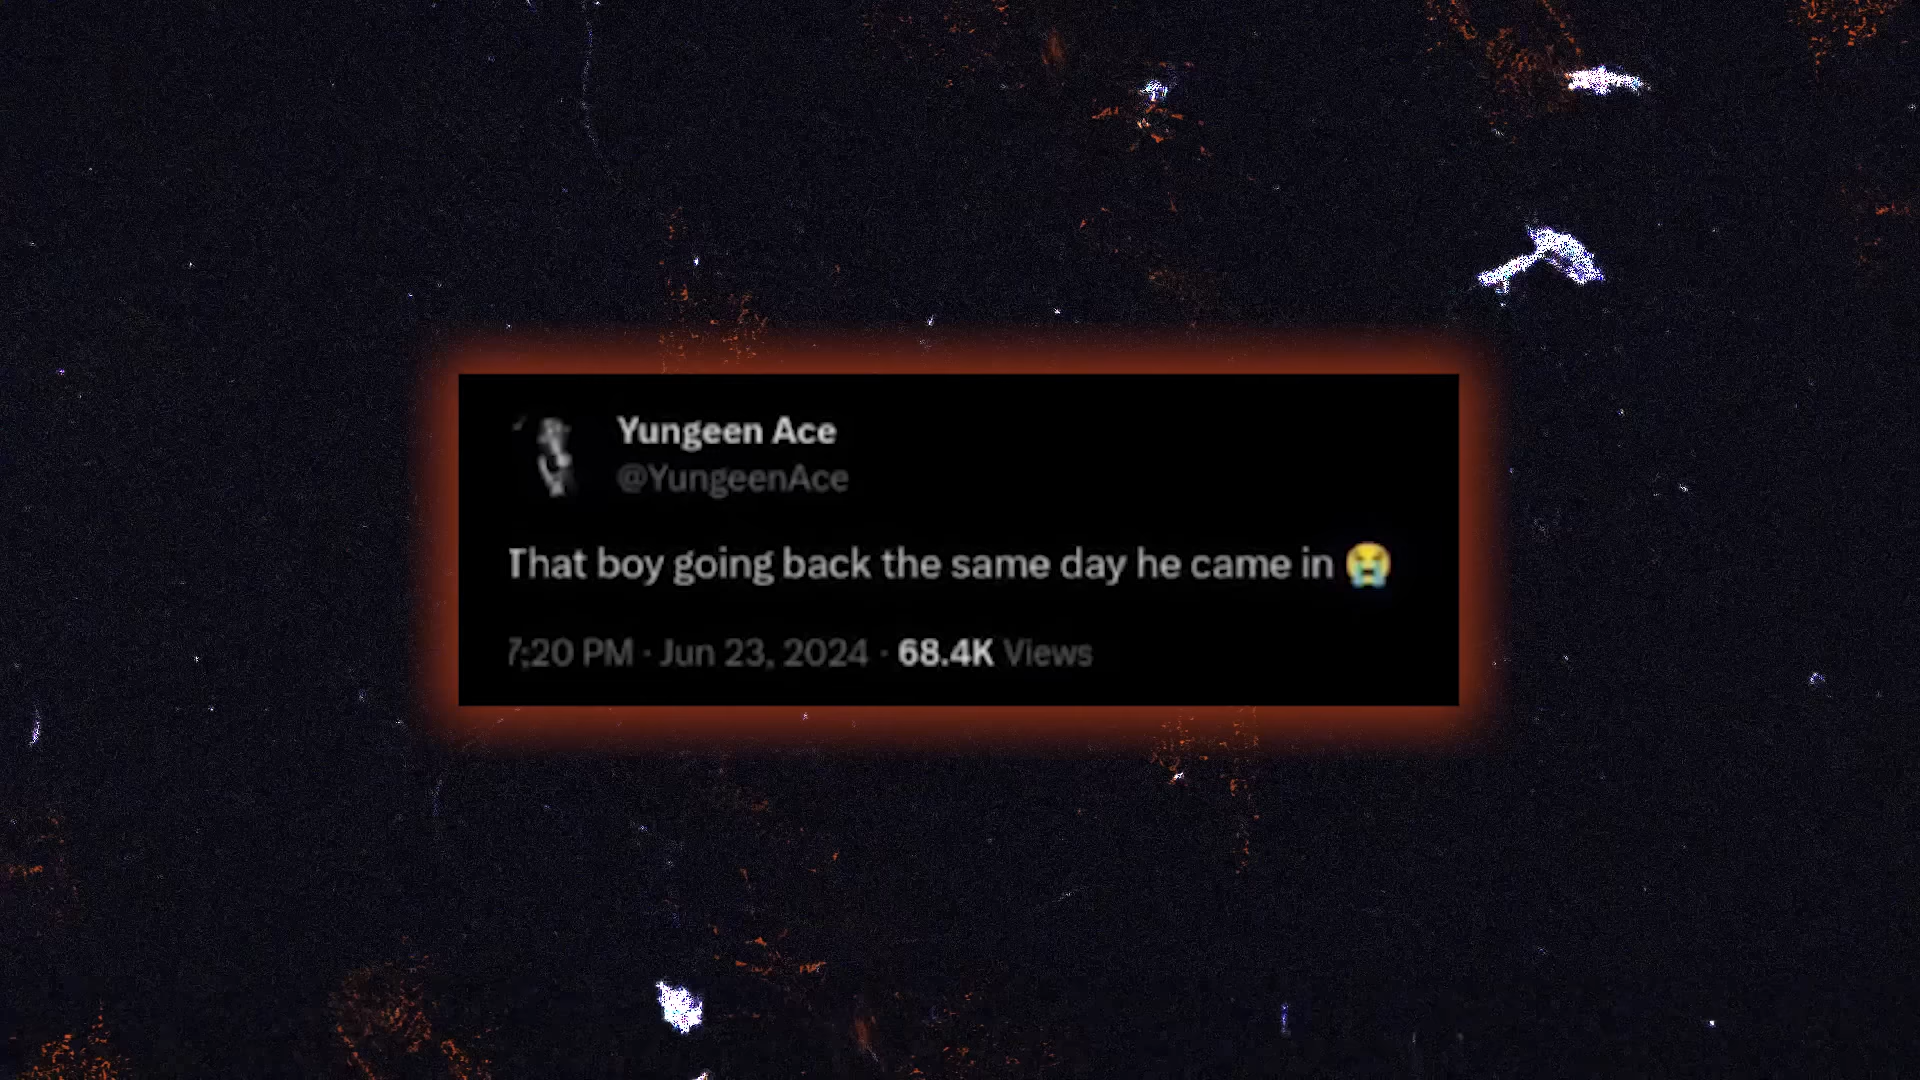 Yungeen Ace
@YungeenAce
That boy going back the same day he came in 😭
7:20 PM · Jun 23, 2024 · 68.4K Views